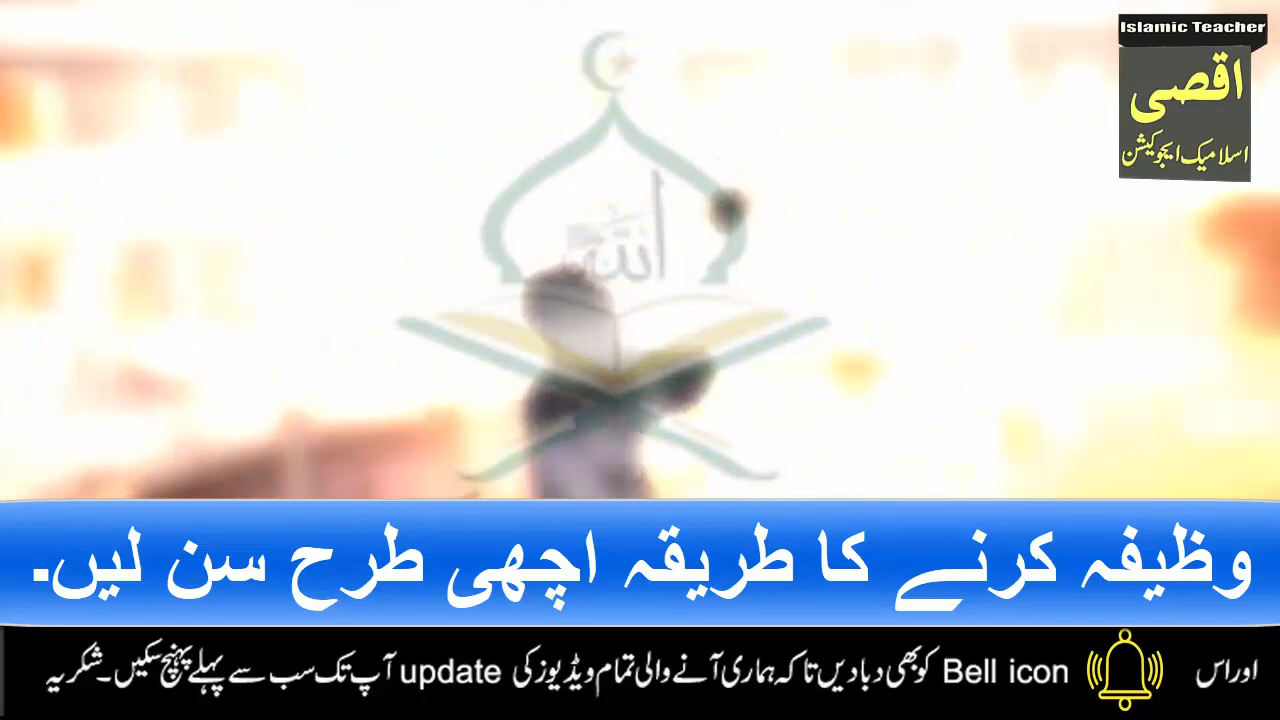 Islamic Teacher
اقصی
اسلامیک ایجوکیشن
الله
وظیفہ کرنے کا طریقہ اچھی طرح سن لیں.
اور اس Bell icon کو بھی دبا دیں تاکہ ہماری آنے والی تمام ویڈیوز کی update آپ تک سب سے پہلے پہنچ سکیں۔ شکریہ